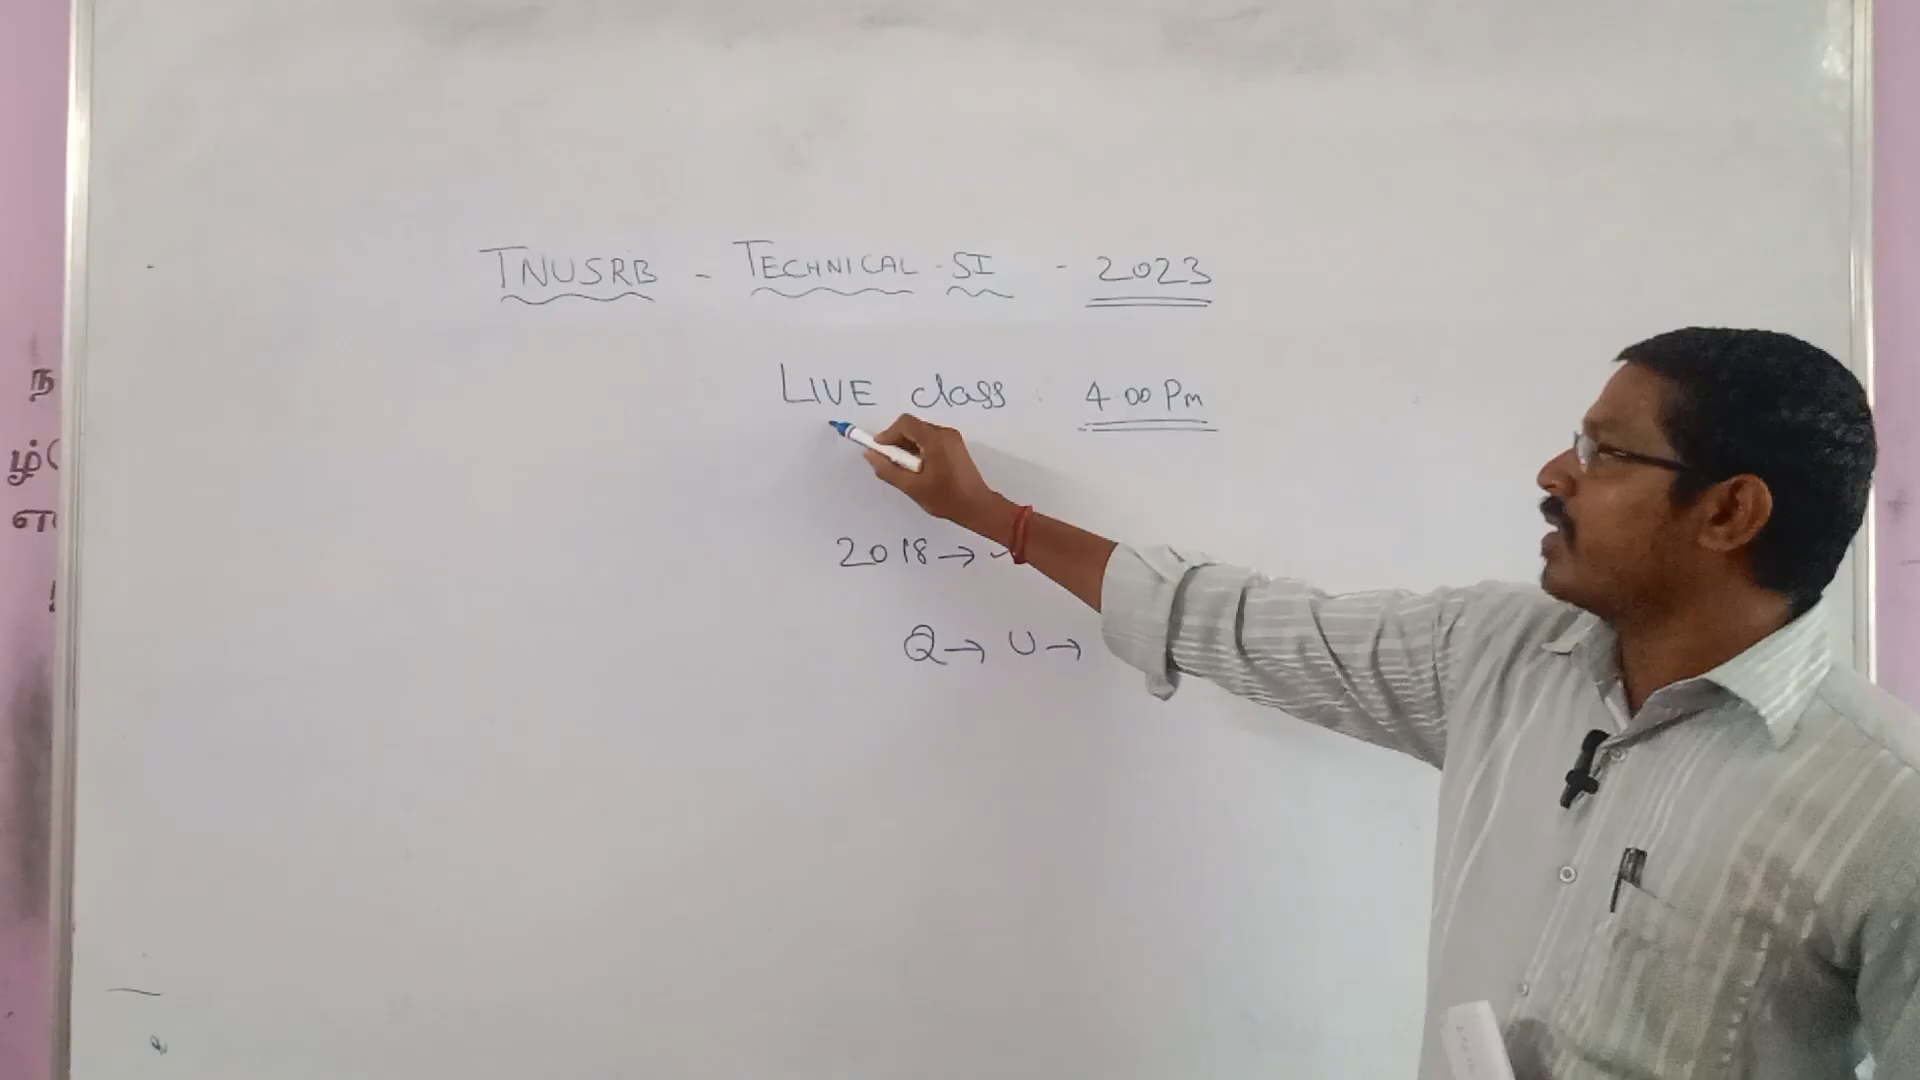 TNUSRB - TECHNICAL - SI - 2023
LIVE class : 4.00 Pm
2018 →
Q → U →
ந
ழ்
எ